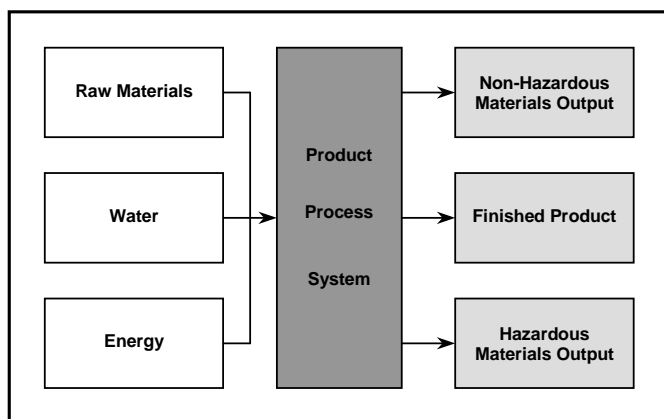 Raw Materials
Water
Energy
Product
Process
System
Non-Hazardous
Materials Output
Finished Product
Hazardous
Materials Output